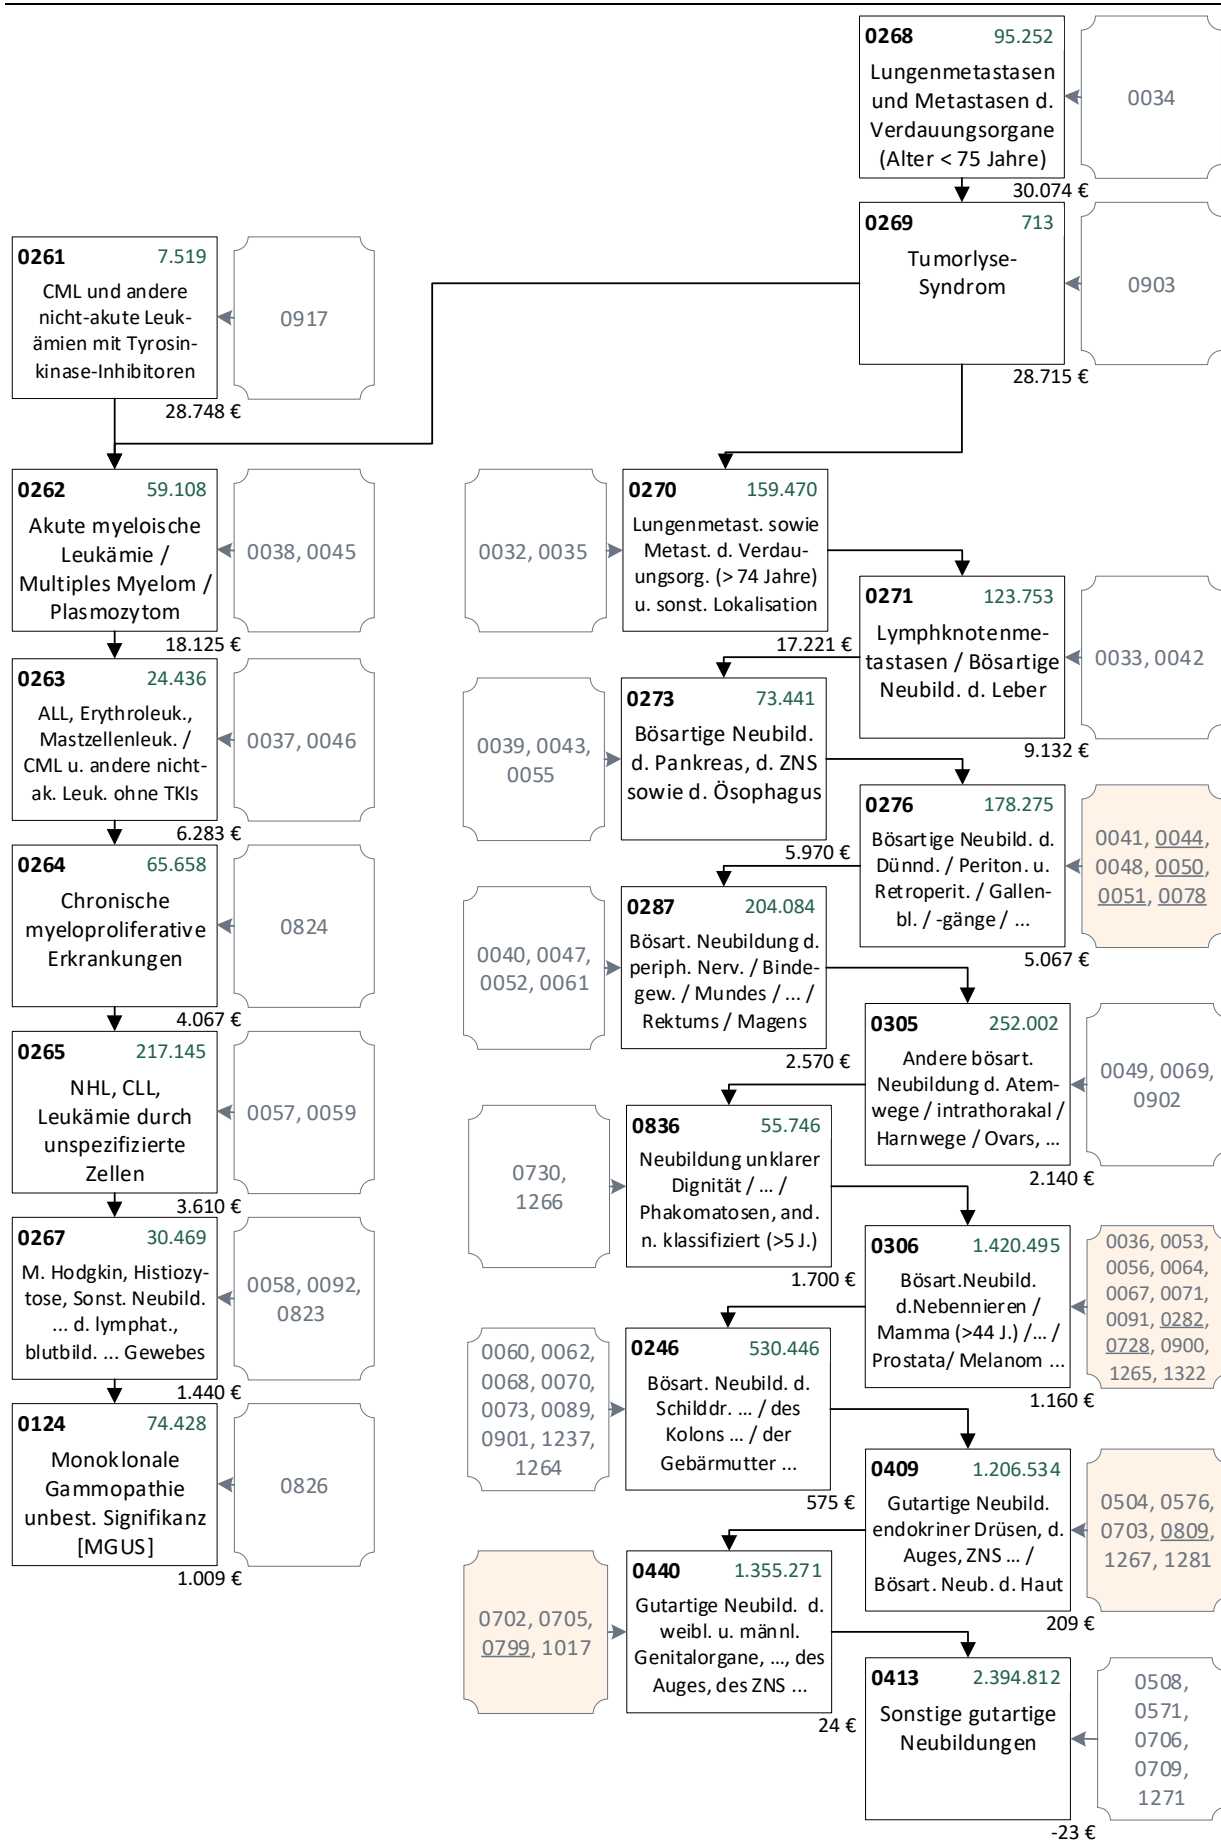 0268 95.252
Lungenmetastasen
und Metastasen d.
Verdauungsorgane
(Alter < 75 Jahre)
0034
30.074 €
0269 713
Tumorlyse-
Syndrom
0903
28.715 €
0261 7.519
CML und andere
nicht-akute Leuk-
ämien mit Tyrosin-
kinase-Inhibitoren
0917
28.748 €
0262 59.108
Akute myeloische
Leukämie /
Multiples Myelom /
Plasmozytom
0038, 0045
18.125 €
0263 24.436
ALL, Erythroleuk.,
Mastzellenleuk. /
CML u. andere nicht-
ak. Leuk. ohne TKIs
0037, 0046
6.283 €
0264 65.658
Chronische
myeloproliferative
Erkrankungen
0824
4.067 €
0265 217.145
NHL, CLL,
Leukämie durch
unspezifizierte
Zellen
0057, 0059
3.610 €
0267 30.469
M. Hodgkin, Histiozy-
tose, Sonst. Neubild.
... d. lymphat.,
blutbild. ... Gewebes
0058, 0092,
0823
1.440 €
0124 74.428
Monoklonale
Gammopathie
unbest. Signifikanz
[MGUS]
0826
1.009 €
0032, 0035
0270 159.470
Lungenmetast. sowie
Metast. d. Verdau-
ungsorg. (> 74 Jahre)
u. sonst. Lokalisation
17.221 €
0271 123.753
Lymphknotenme-
tastasen / Bösartige
Neubild. d. Leber
0033, 0042
9.132 €
0039, 0043,
0055
0273 73.441
Bösartige Neubild.
d. Pankreas, d. ZNS
sowie d. Ösophagus
5.970 €
0276 178.275
Bösartige Neubild. d.
Dünnd. / Periton. u.
Retroperit. / Gallen-
bl. / -gänge / ...
0041, 0044,
0048, 0050,
0051, 0078
5.067 €
0040, 0047,
0052, 0061
0287 204.084
Bösart. Neubildung d.
periph. Nerv. / Binde-
gew. / Mundes / ... /
Rektums / Magens
2.570 €
0305 252.002
Andere bösart.
Neubildung d. Atem-
wege / intrathorakal /
Harnwege / Ovars, ...
0049, 0069,
0902
2.140 €
0730,
1266
0836 55.746
Neubildung unklarer
Dignität / ... /
Phakomatosen, and.
n. klassifiziert (>5 J.)
1.700 €
0306 1.420.495
Bösart.Neubild.
d.Nebennieren /
Mamma (>44 J.) /... /
Prostata/ Melanom ...
0036, 0053,
0056, 0064,
0067, 0071,
0091, 0282,
0728, 0900,
1265, 1322
1.160 €
0060, 0062,
0068, 0070,
0073, 0089,
0901, 1237,
1264
0246 530.446
Bösart. Neubild. d.
Schilddr. ... / des
Kolons ... / der
Gebärmutter ...
575 €
0409 1.206.534
Gutartige Neubild.
endokriner Drüsen, d.
Auges, ZNS ... /
Bösart. Neub. d. Haut
0504, 0576,
0703, 0809,
1267, 1281
209 €
0702, 0705,
0799, 1017
0440 1.355.271
Gutartige Neubild. d.
weibl. u. männl.
Genitalorgane, ..., des
Auges, des ZNS ...
24 €
0413 2.394.812
Sonstige gutartige
Neubildungen
0508,
0571,
0706,
0709,
1271
-23 €